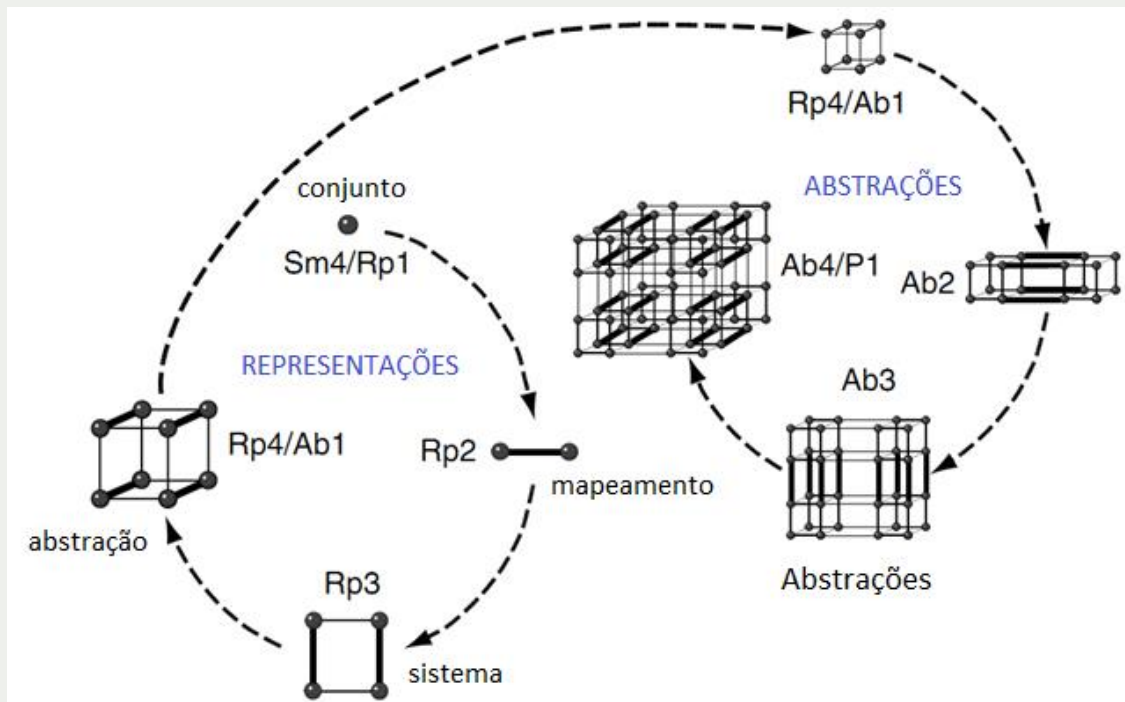 Rp4/Ab1
conjunto
Sm4/Rp1
ABSTRAÇÕES
Ab4/P1
Ab2
REPRESENTAÇÕES
Ab3
Rp4/Ab1
Rp2
mapeamento
abstração
Rp3
Abstrações
sistema